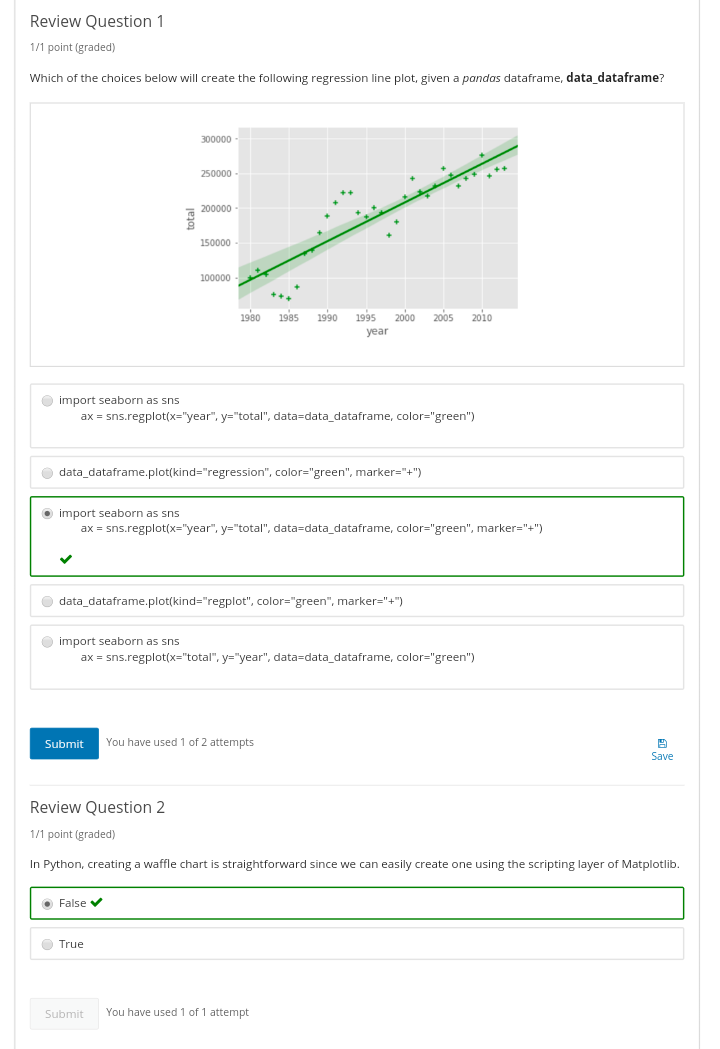 Review Question 1
1/1 point (graded)
Which of the choices below will create the following regression line plot, given a pandas dataframe, data_dataframe?
300000
250000
200000
150000
100000
total
1980 1985 1990 1995 2000 2005 2010
year
import seaborn as sns
ax = sns.regplot(x="year", y="total", data=data_dataframe, color="green")
data_dataframe.plot(kind="regression", color="green", marker="+")
import seaborn as sns
ax = sns.regplot(x="year", y="total", data=data_dataframe, color="green", marker="+")
data_dataframe.plot(kind="regplot", color="green", marker="+")
import seaborn as sns
ax = sns.regplot(x="total", y="year", data=data_dataframe, color="green")
Submit You have used 1 of 2 attempts
Save
Review Question 2
1/1 point (graded)
In Python, creating a waffle chart is straightforward since we can easily create one using the scripting layer of Matplotlib.
False
True
Submit You have used 1 of 1 attempt